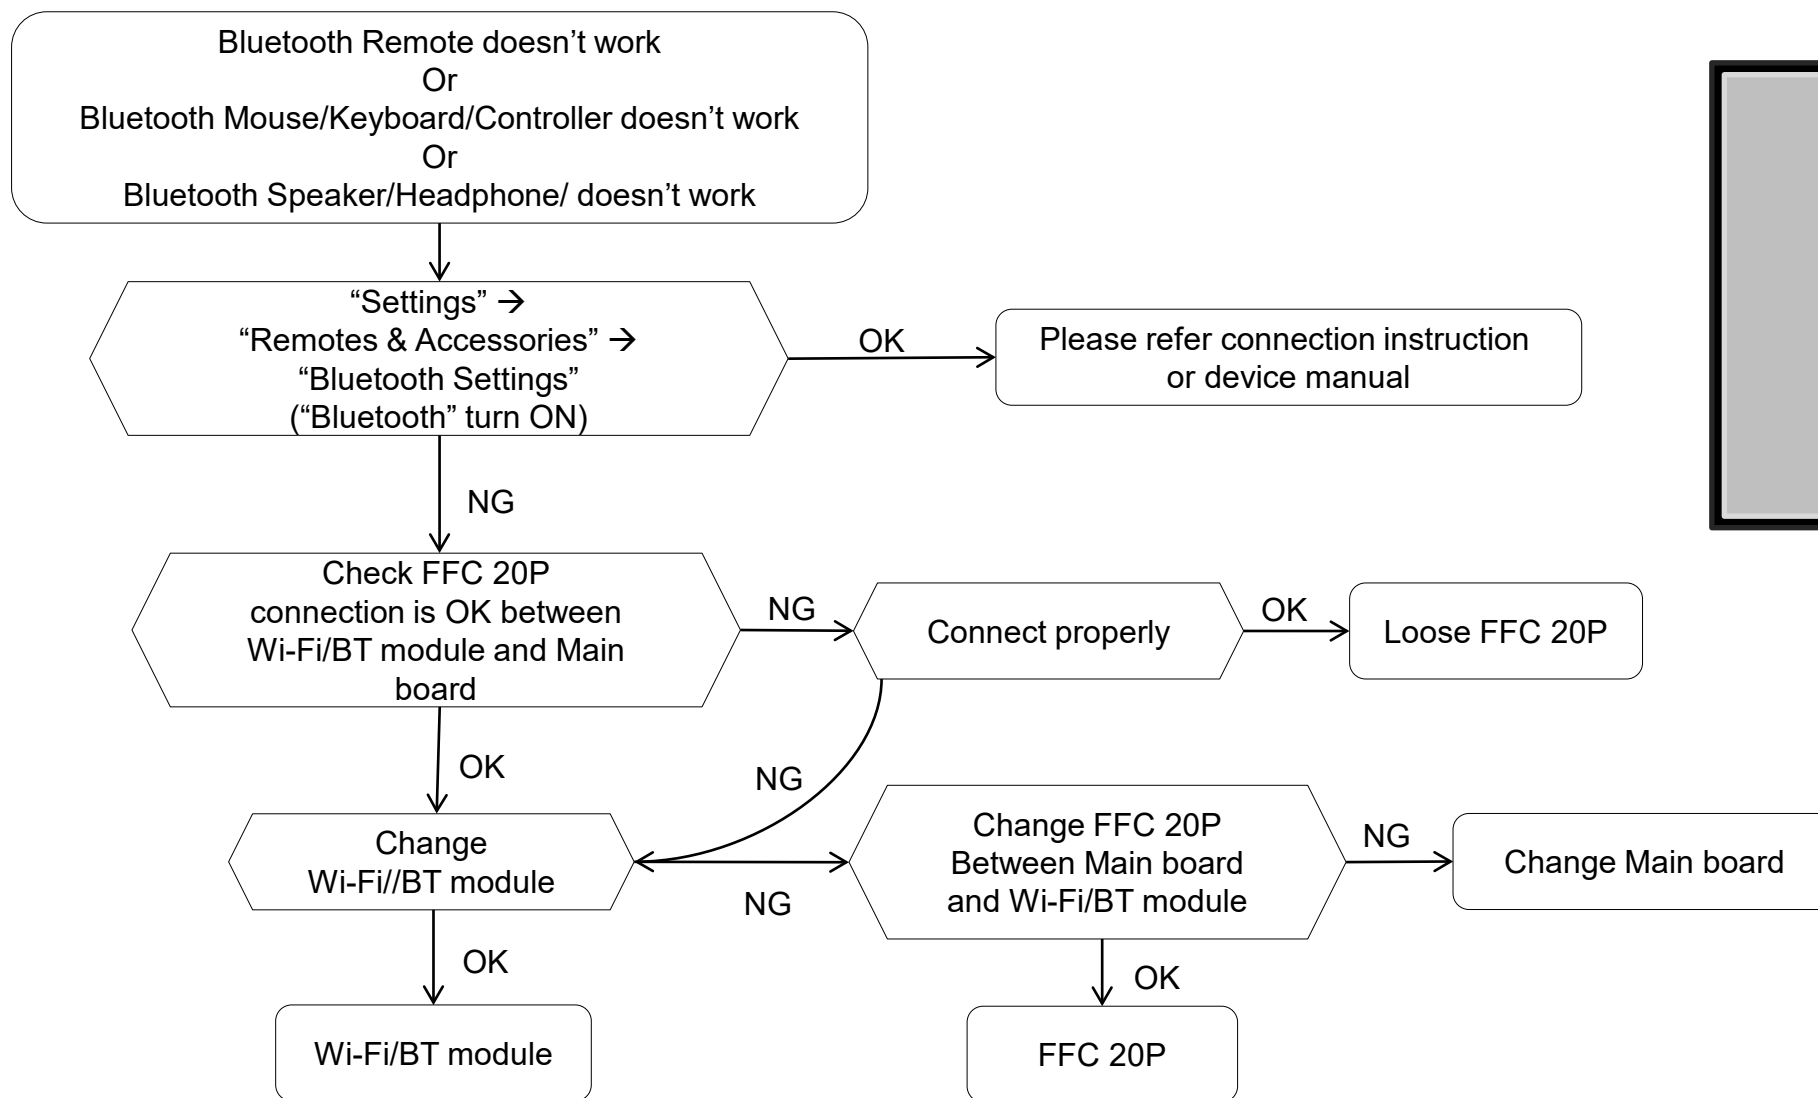 Bluetooth Remote doesn’t work
Or
Bluetooth Mouse/Keyboard/Controller doesn’t work
Or
Bluetooth Speaker/Headphone/ doesn’t work
“Settings” →
“Remotes & Accessories” →
“Bluetooth Settings”
(“Bluetooth” turn ON)
OK
Please refer connection instruction
or device manual
NG
Check FFC 20P
connection is OK between
Wi-Fi/BT module and Main
board
NG
Connect properly
OK
Loose FFC 20P
OK
NG
Change
Wi-Fi//BT module
NG
Change FFC 20P
Between Main board
and Wi-Fi/BT module
NG
Change Main board
OK
Wi-Fi/BT module
OK
FFC 20P